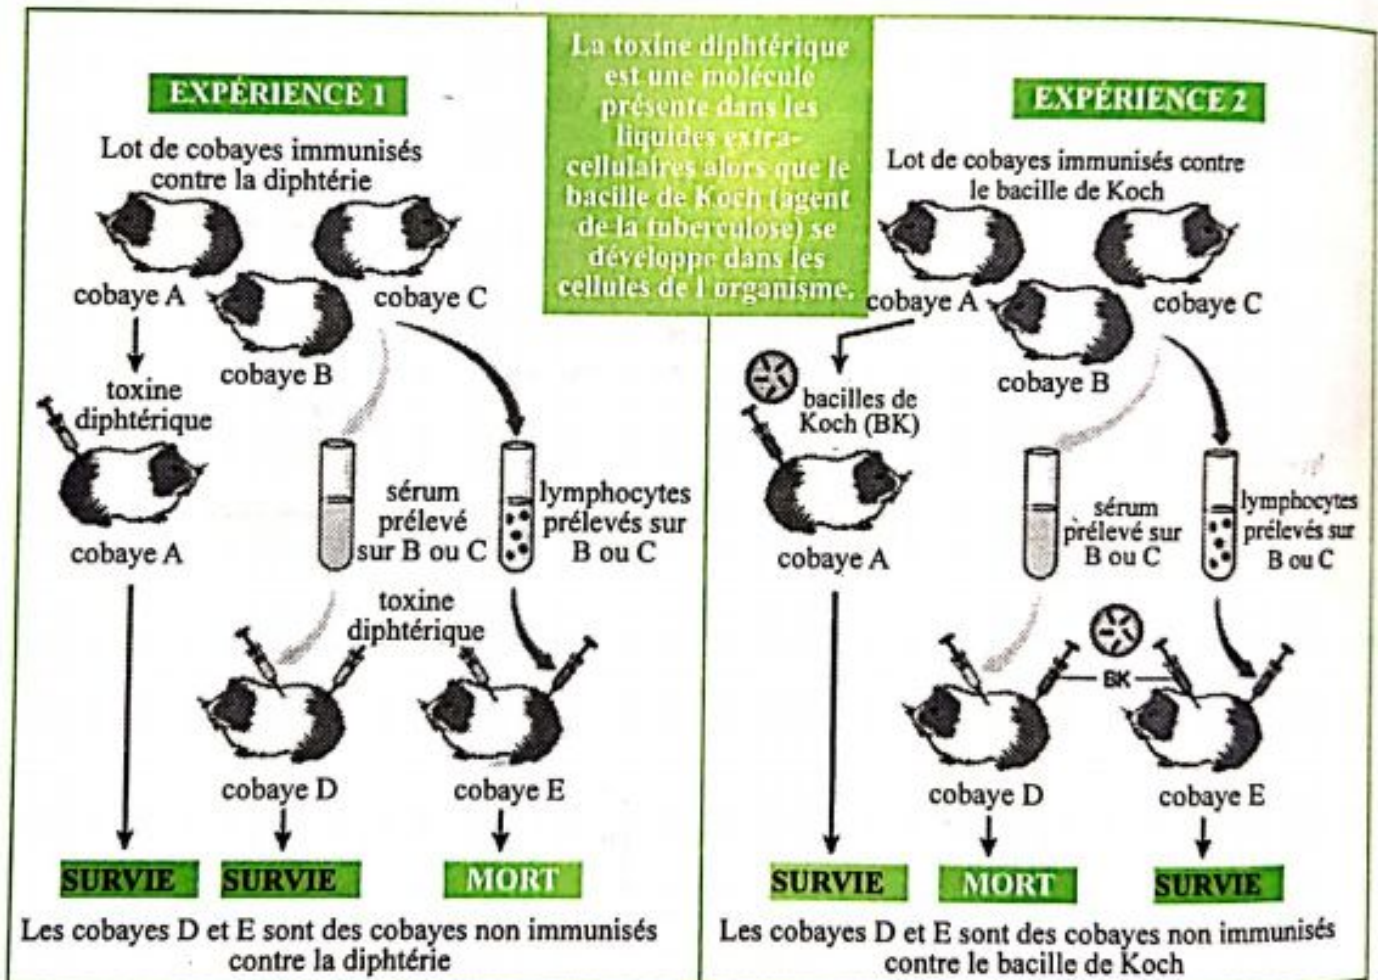 La toxine diphtérique
est une molécule
présente dans les
liquides extra-
cellulaires alors que le
bacille de Koch (agent
de la tuberculose) se
développe dans les
cellules de l'organisme.
EXPÉRIENCE 1
Lot de cobayes immunisés
contre la diphtérie
cobaye A
cobaye B
cobaye C
toxine
diphtérique
cobaye A
sérum
prélevé
sur B ou C
lymphocytes
prélevés sur
B ou C
toxine
diphtérique
cobaye D
cobaye E
SURVIE
SURVIE
MORT
Les cobayes D et E sont des cobayes non immunisés
contre la diphtérie
EXPÉRIENCE 2
Lot de cobayes immunisés contre
le bacille de Koch
cobaye A
cobaye B
cobaye C
bacilles de
Koch (BK)
cobaye A
sérum
prélevé sur
B ou C
lymphocytes
prélevés sur
B ou C
BK
cobaye D
cobaye E
SURVIE
MORT
SURVIE
Les cobayes D et E sont des cobayes non immunisés
contre le bacille de Koch